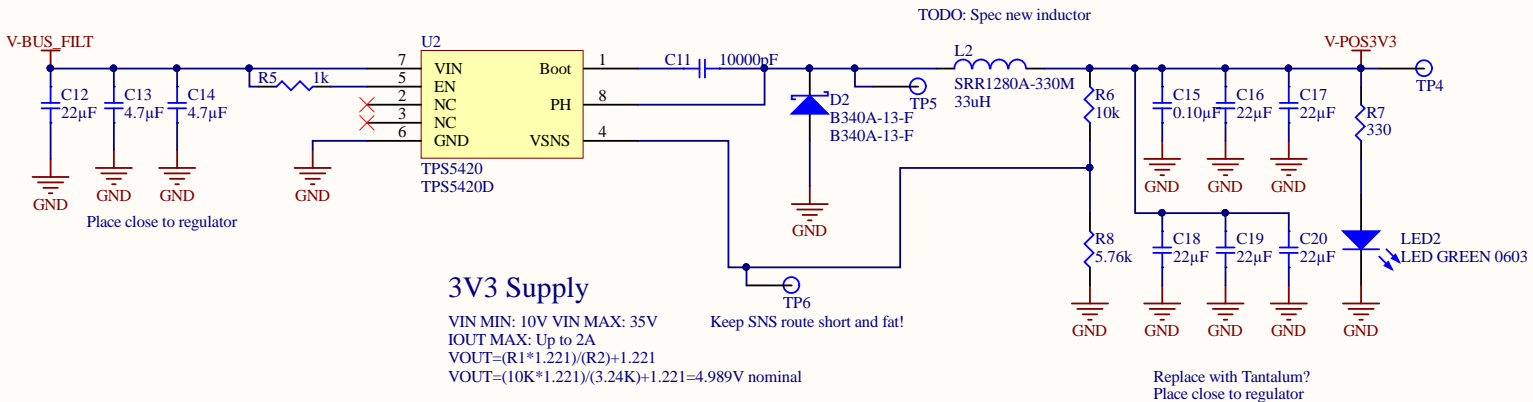 TODO: Spec new inductor
V-BUS_FILT
U2
L2
V-POS3V3
7 VIN Boot 1
C11 10000pF
R5 1k
5 EN
SRR1280A-330M
33uH
TP5
TP4
C12
22µF
C13
4.7µF
C14
4.7µF
2 NC PH 8
3 NC
6 GND VSNS 4
D2
B340A-13-F
B340A-13-F
R6
10k
C15
0.10µF
C16
22µF
C17
22µF
R7
330
TPS5420
TPS5420D
GND
GND
GND
GND
GND
GND
GND
GND
Place close to regulator
R8
5.76k
C18
22µF
C19
22µF
C20
22µF
LED2
LED GREEN 0603
3V3 Supply
TP6
VIN MIN: 10V VIN MAX: 35V
Keep SNS route short and fat!
GND
GND
GND
GND
GND
IOUT MAX: Up to 2A
VOUT=(R1*1.221)/(R2)+1.221
VOUT=(10K*1.221)/(3.24K)+1.221=4.989V nominal
Replace with Tantalum?
Place close to regulator